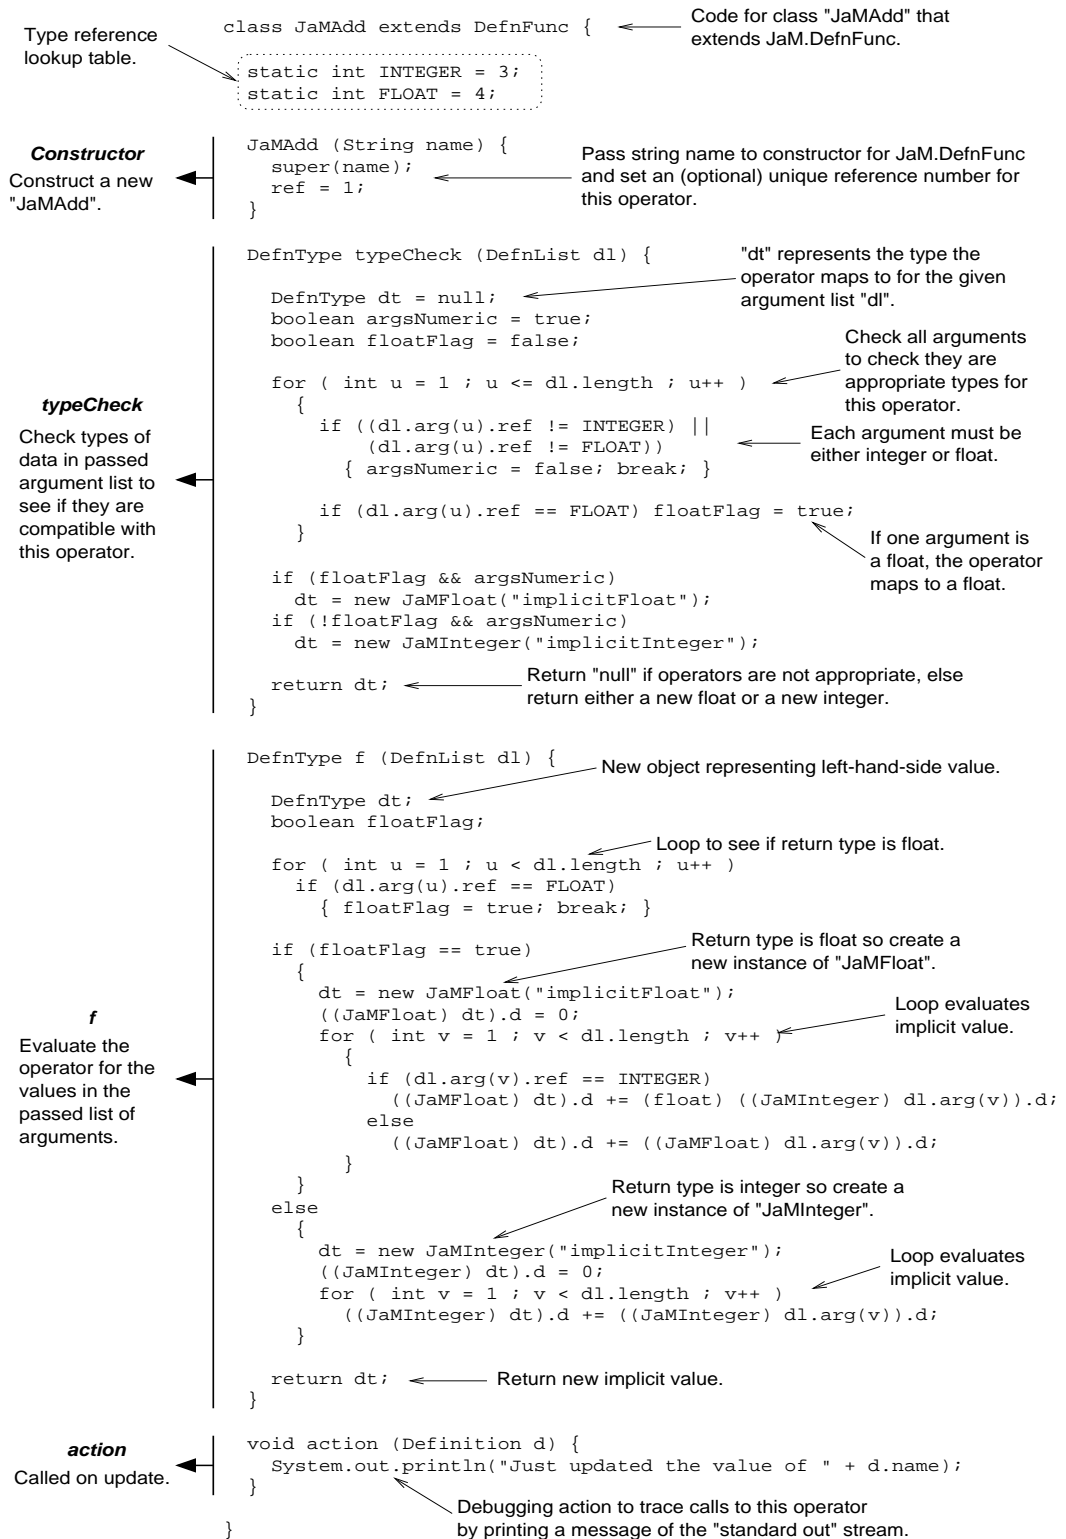 class JaMAdd extends DefnFunc {
Code for class "JaMAdd" that
extends JaM.DefnFunc.
Type reference
lookup table.
static int INTEGER = 3;
static int FLOAT = 4;
Constructor
Construct a new
"JaMAdd".
JaMAdd (String name) {
super(name);
ref = 1;
}
Pass string name to constructor for JaM.DefnFunc
and set an (optional) unique reference number for
this operator.
DefnType typeCheck (DefnList dl) {
"dt" represents the type the
operator maps to for the given
argument list "dl".
DefnType dt = null;
boolean argsNumeric = true;
boolean floatFlag = false;
Check all arguments
to check they are
appropriate types for
this operator.
for ( int u = 1 ; u <= dl.length ; u++ )
{
if ((dl.arg(u).ref != INTEGER) ||
(dl.arg(u).ref != FLOAT))
{ argsNumeric = false; break; }
Each argument must be
either integer or float.
typeCheck
Check types of
data in passed
argument list to
see if they are
compatible with
this operator.
if (dl.arg(u).ref == FLOAT) floatFlag = true;
}
If one argument is
a float, the operator
maps to a float.
if (floatFlag && argsNumeric)
dt = new JaMFloat("implicitFloat");
if (!floatFlag && argsNumeric)
dt = new JaMInteger("implicitInteger");
return dt;
}
Return "null" if operators are not appropriate, else
return either a new float or a new integer.
DefnType f (DefnList dl) {
New object representing left-hand-side value.
DefnType dt;
boolean floatFlag;
Loop to see if return type is float.
for ( int u = 1 ; u < dl.length ; u++ )
if (dl.arg(u).ref == FLOAT)
{ floatFlag = true; break; }
if (floatFlag == true)
{
Return type is float so create a
new instance of "JaMFloat".
dt = new JaMFloat("implicitFloat");
((JaMFloat) dt).d = 0;
for ( int v = 1 ; v < dl.length ; v++ )
{
Loop evaluates
implicit value.
f
Evaluate the
operator for the
values in the
passed list of
arguments.
if (dl.arg(v).ref == INTEGER)
((JaMFloat) dt).d += (float) ((JaMInteger) dl.arg(v)).d;
else
((JaMFloat) dt).d += ((JaMFloat) dl.arg(v)).d;
}
}
else
{
Return type is integer so create a
new instance of "JaMInteger".
dt = new JaMInteger("implicitInteger");
((JaMInteger) dt).d = 0;
for ( int v = 1 ; v < dl.length ; v++ )
((JaMInteger) dt).d += ((JaMInteger) dl.arg(v)).d;
}
Loop evaluates
implicit value.
return dt;
}
Return new implicit value.
action
Called on update.
void action (Definition d) {
System.out.println("Just updated the value of " + d.name);
}
Debugging action to trace calls to this operator
by printing a message of the "standard out" stream.
}